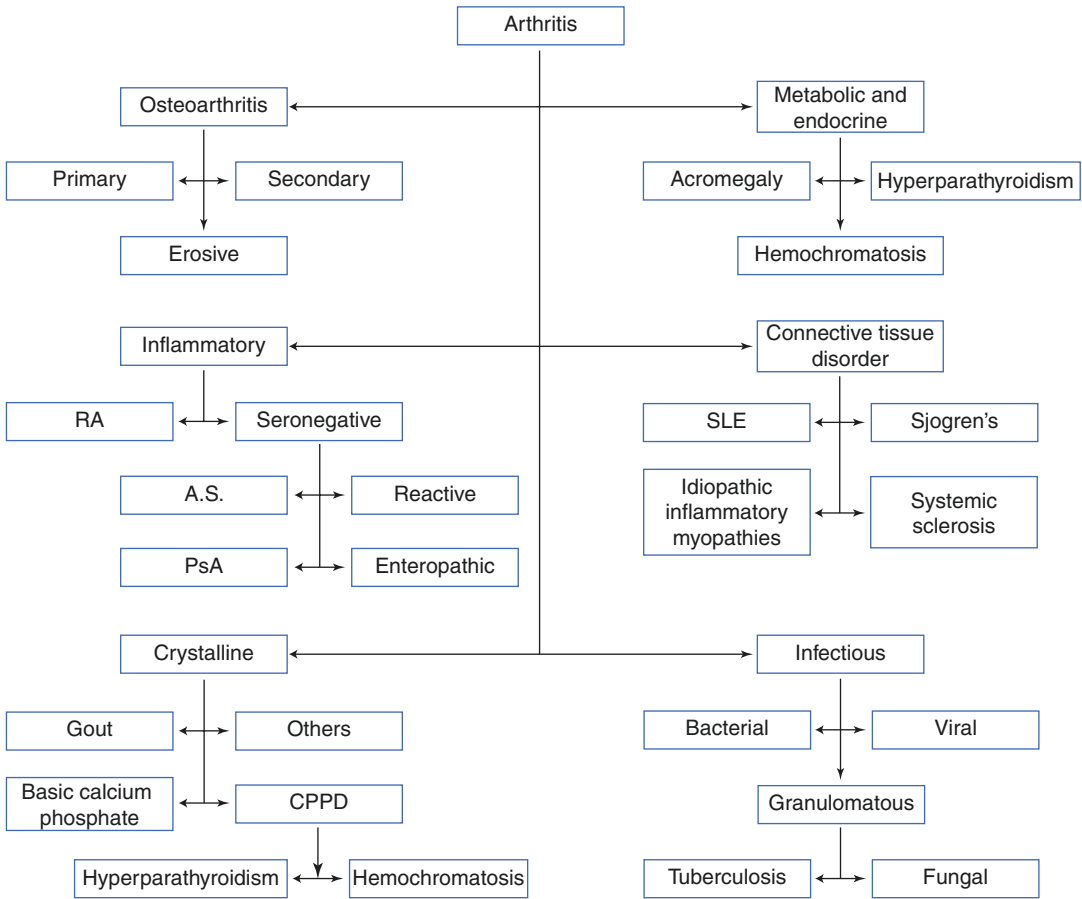 Arthritis
Osteoarthritis
Metabolic and
endocrine
Primary
Secondary
Acromegaly
Hyperparathyroidism
Erosive
Hemochromatosis
Inflammatory
Connective tissue
disorder
RA
Seronegative
SLE
Sjogren's
A.S.
Reactive
Idiopathic
inflammatory
myopathies
Systemic
sclerosis
PsA
Enteropathic
Crystalline
Infectious
Gout
Others
Bacterial
Viral
Basic calcium
phosphate
CPPD
Granulomatous
Hyperparathyroidism
Hemochromatosis
Tuberculosis
Fungal